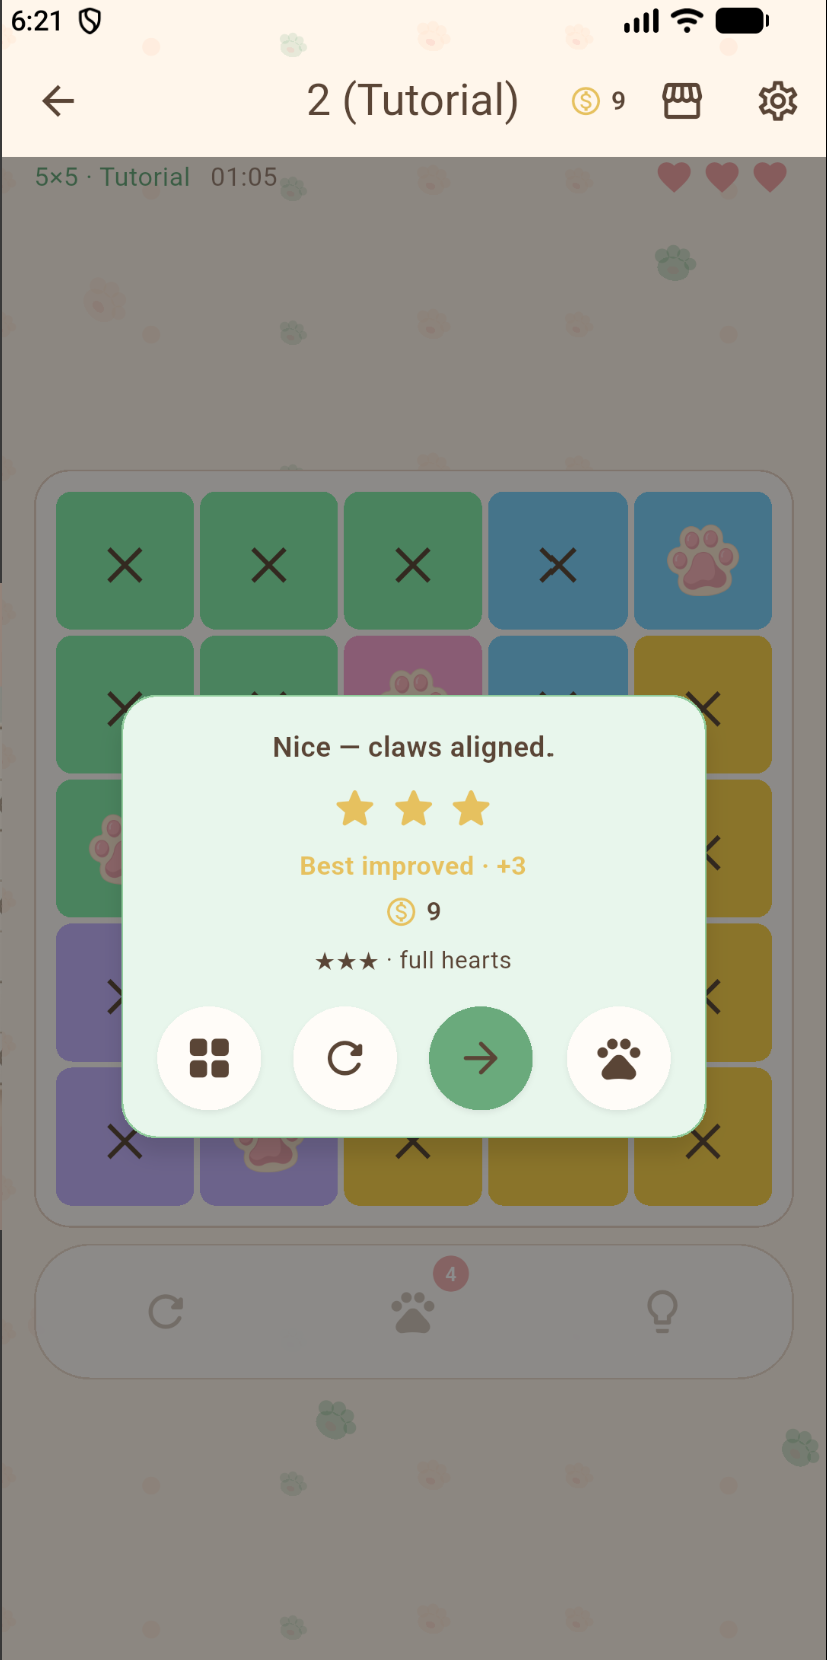 6:21
2 (Tutorial)
9
5×5 · Tutorial 01:05
Nice — claws aligned.
Best improved · +3
9
★★★ · full hearts
4